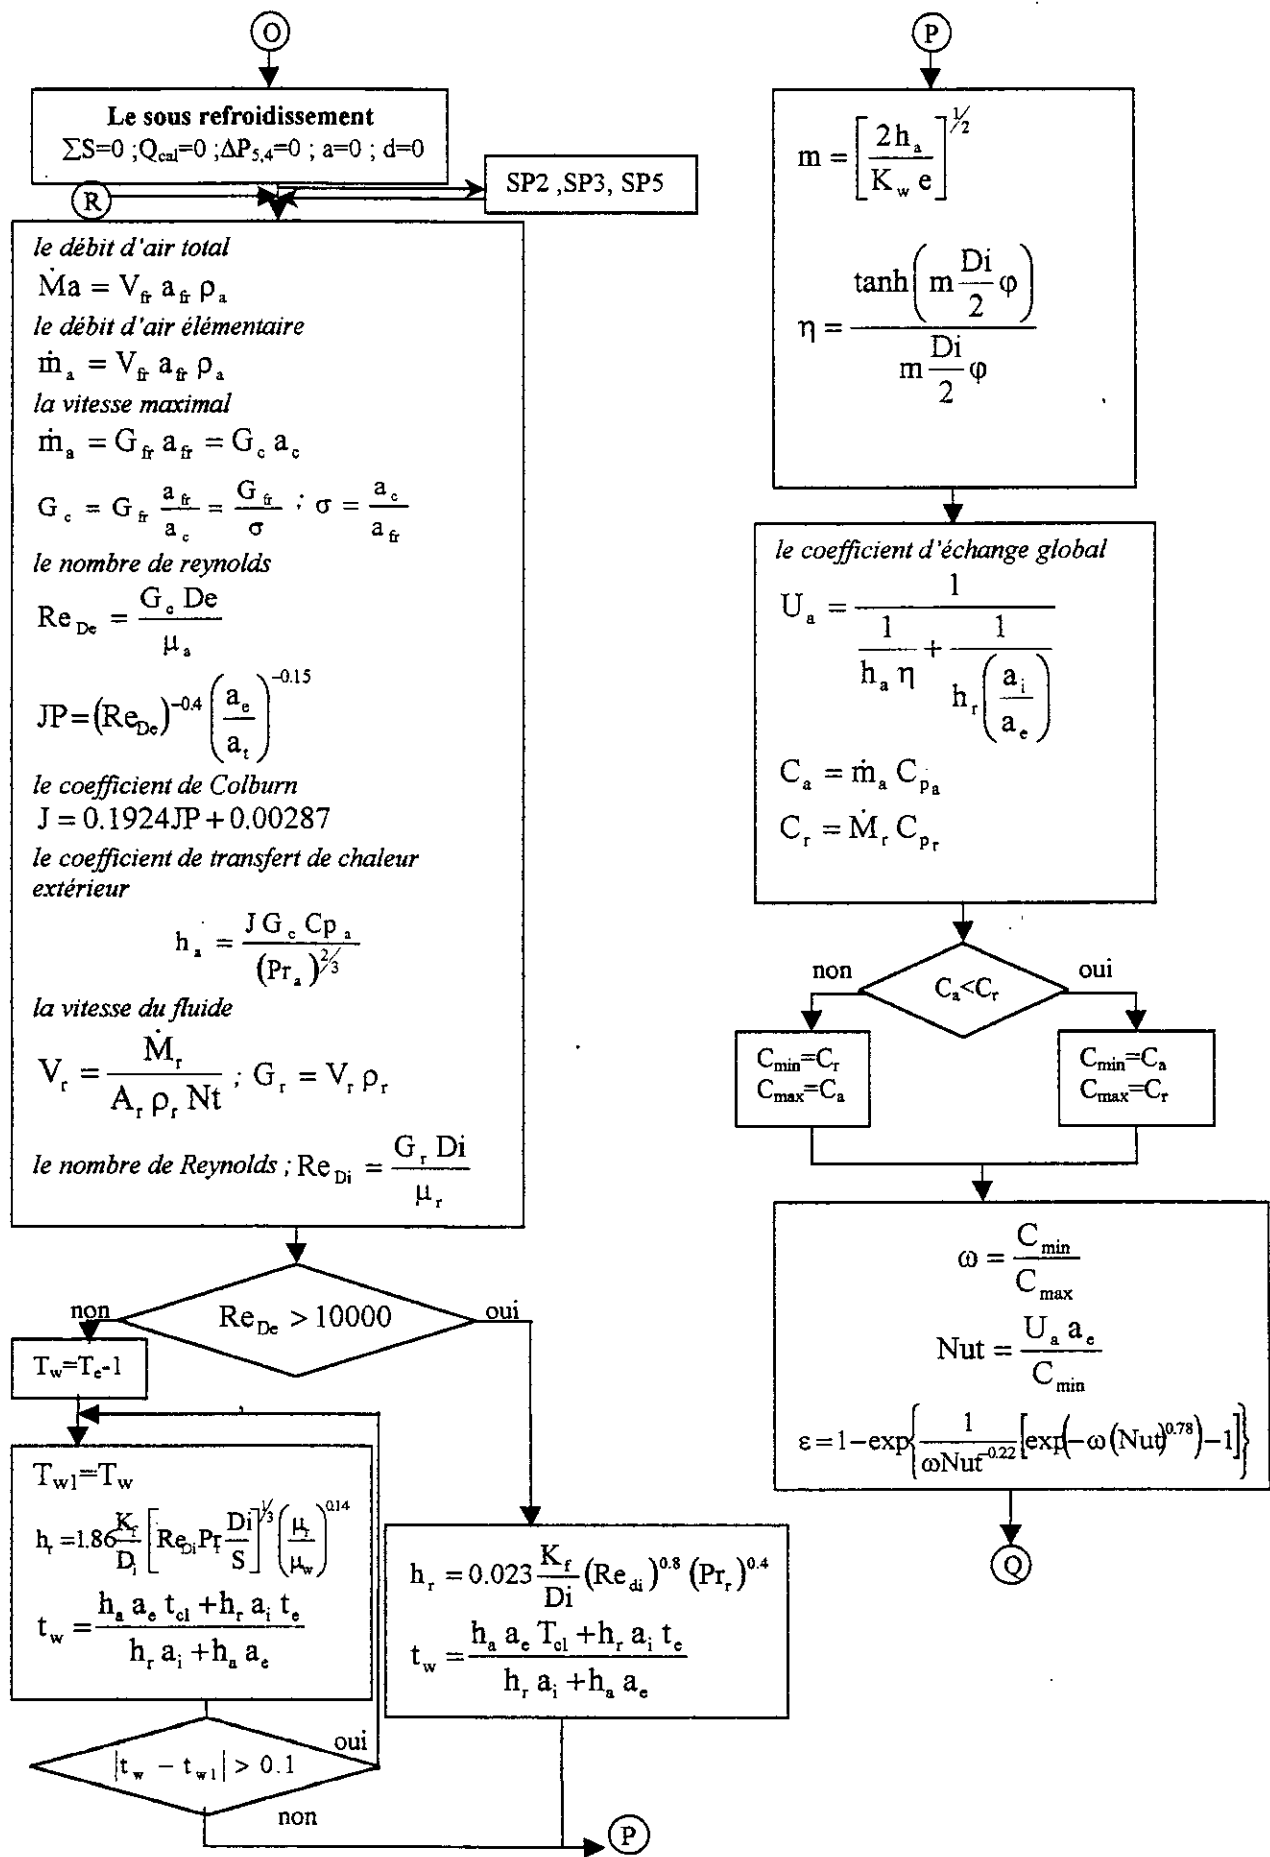 O
Le sous refroidissement
∑S=0 ;Q_cal=0 ;ΔP_5,4=0 ; a=0 ; d=0
R
SP2 ,SP3, SP5
le débit d'air total
Ṁa = V_fr a_fr ρ_a
le débit d'air élémentaire
ṁ_a = V_fr a_fr ρ_a
la vitesse maximal
ṁ_a = G_fr a_fr = G_c a_c
G_c = G_fr a_fr / a_c = G_fr / σ ; σ = a_c / a_fr
le nombre de reynolds
Re_De = G_c De / μ_a
JP = (Re_De)^-0.4 (a_e / a_t)^-0.15
le coefficient de Colburn
J = 0.1924JP + 0.00287
le coefficient de transfert de chaleur
extérieur
h_a = J G_c Cp_a / (Pr_a)^2/3
la vitesse du fluide
V_r = Ṁ_r / A_r ρ_r Nt ; G_r = V_r ρ_r
le nombre de Reynolds ; Re_Di = G_r Di / μ_r
Re_De > 10000
non
oui
T_w=T_e-1
T_w1=T_w
h_r = 1.86 K_f / D_i [Re_Di Pr Di / S]^1/3 (μ_r / μ_w)^0.14
t_w = h_a a_e t_cl + h_r a_i t_e / h_r a_i + h_a a_e
h_r = 0.023 K_f / Di (Re_di)^0.8 (Pr_r)^0.4
t_w = h_a a_e T_cl + h_r a_i t_e / h_r a_i + h_a a_e
|t_w − t_w1| > 0.1
oui
non
P
P
m = [2h_a / K_w e]^1/2
η = tanh(m Di/2 φ) / m Di/2 φ
le coefficient d'échange global
U_a = 1 / (1 / h_a η + 1 / h_r (a_i / a_e))
C_a = ṁ_a C_p_a
C_r = Ṁ_r C_p_r
C_a<C_r
non
oui
C_min=C_r
C_max=C_a
C_min=C_a
C_max=C_r
ω = C_min / C_max
Nut = U_a a_e / C_min
ε = 1 − exp{1 / ωNut^-0.22 [exp(−ω (Nut)^0.78) − 1]}
Q